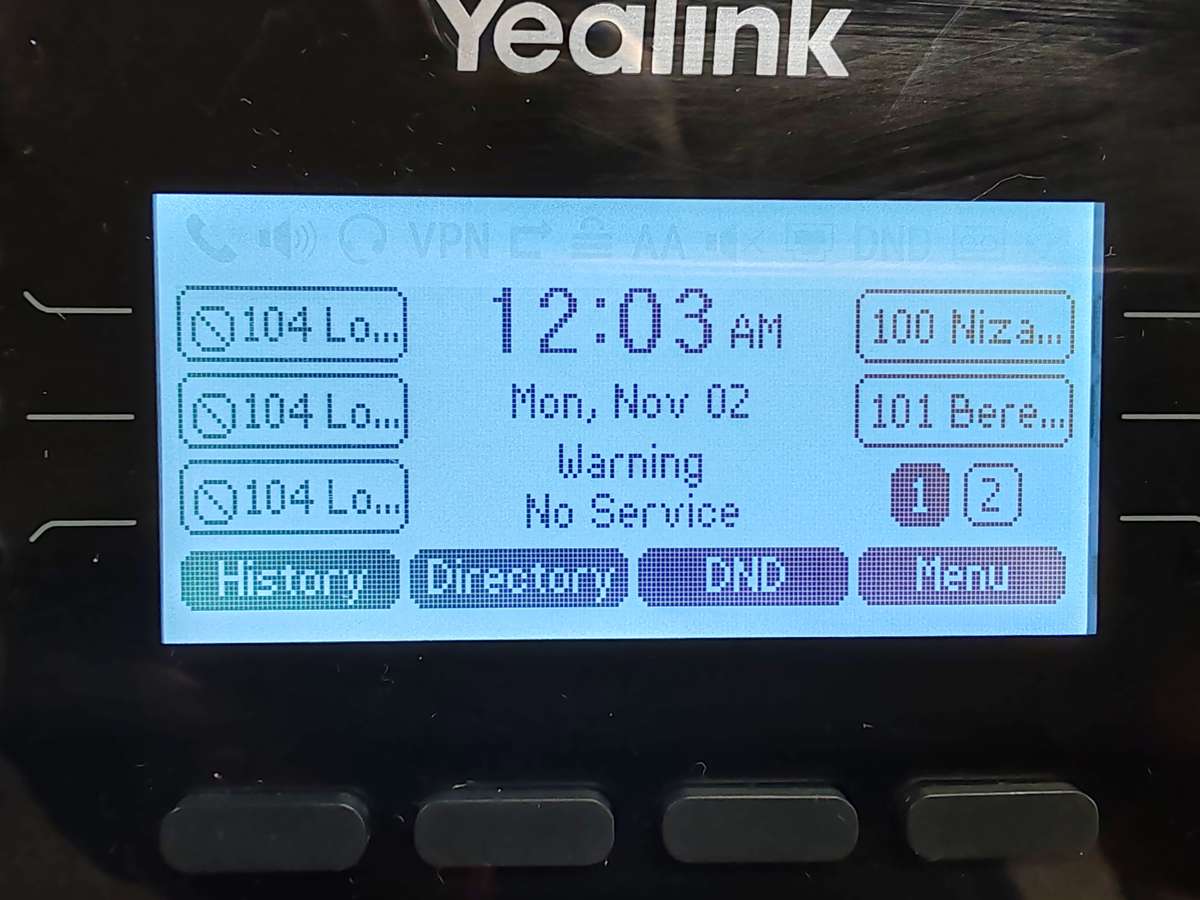 Yealink
VPN AA DND
104 Lo... 12:03 AM 100 Niza...
104 Lo... Mon, Nov 02 101 Bere...
Warning
104 Lo... No Service 1 2
History Directory DND Menu